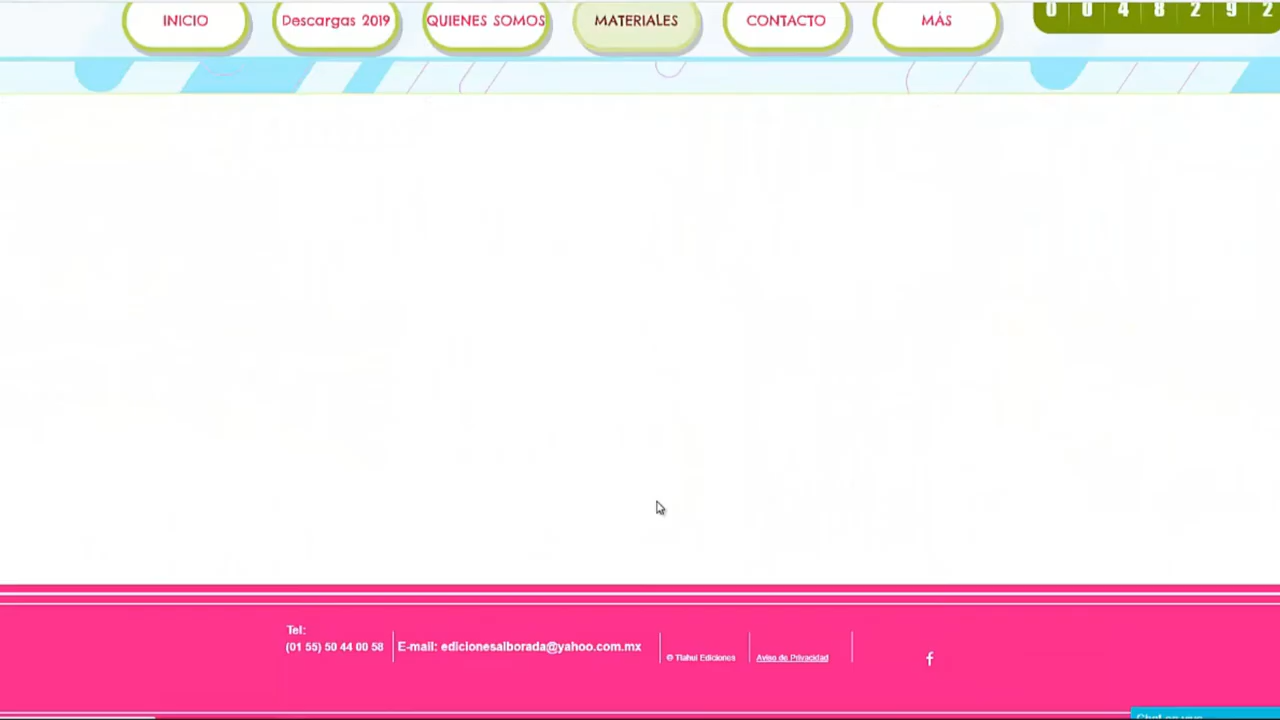 INICIO
Descargas 2019
QUIENES SOMOS
MATERIALES
CONTACTO
MÁS
0 0 4 8 2 9 2
Tel:
(01 55) 50 44 00 58
E-mail: edicionesalborada@yahoo.com.mx
© Tlahui Ediciones
Aviso de Privacidad
f